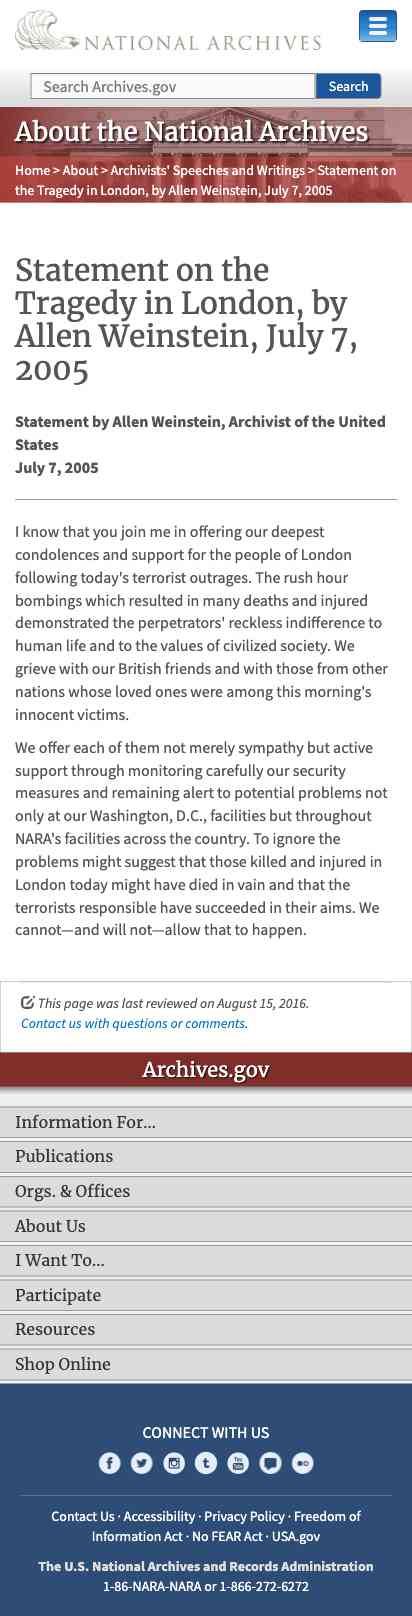 NATIONAL ARCHIVES
Search Archives.gov
Search
About the National Archives
Home > About > Archivists' Speeches and Writings > Statement on
the Tragedy in London, by Allen Weinstein, July 7, 2005
Statement on the
Tragedy in London, by
Allen Weinstein, July 7,
2005
Statement by Allen Weinstein, Archivist of the United
States
July 7, 2005
I know that you join me in offering our deepest
condolences and support for the people of London
following today's terrorist outrages. The rush hour
bombings which resulted in many deaths and injured
demonstrated the perpetrators' reckless indifference to
human life and to the values of civilized society. We
grieve with our British friends and with those from other
nations whose loved ones were among this morning's
innocent victims.
We offer each of them not merely sympathy but active
support through monitoring carefully our security
measures and remaining alert to potential problems not
only at our Washington, D.C., facilities but throughout
NARA's facilities across the country. To ignore the
problems might suggest that those killed and injured in
London today might have died in vain and that the
terrorists responsible have succeeded in their aims. We
cannot—and will not—allow that to happen.
This page was last reviewed on August 15, 2016.
Contact us with questions or comments.
Archives.gov
Information For…
Publications
Orgs. & Offices
About Us
I Want To…
Participate
Resources
Shop Online
CONNECT WITH US
Contact Us · Accessibility · Privacy Policy · Freedom of
Information Act · No FEAR Act · USA.gov
The U.S. National Archives and Records Administration
1-86-NARA-NARA or 1-866-272-6272